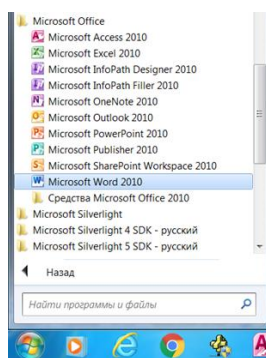 Microsoft Office
Microsoft Access 2010
Microsoft Excel 2010
Microsoft InfoPath Designer 2010
Microsoft InfoPath Filler 2010
Microsoft OneNote 2010
Microsoft Outlook 2010
Microsoft PowerPoint 2010
Microsoft Publisher 2010
Microsoft SharePoint Workspace 2010
Microsoft Word 2010
Средства Microsoft Office 2010
Microsoft Silverlight
Microsoft Silverlight 4 SDK - русский
Microsoft Silverlight 5 SDK - русский
Назад
Найти программы и файлы